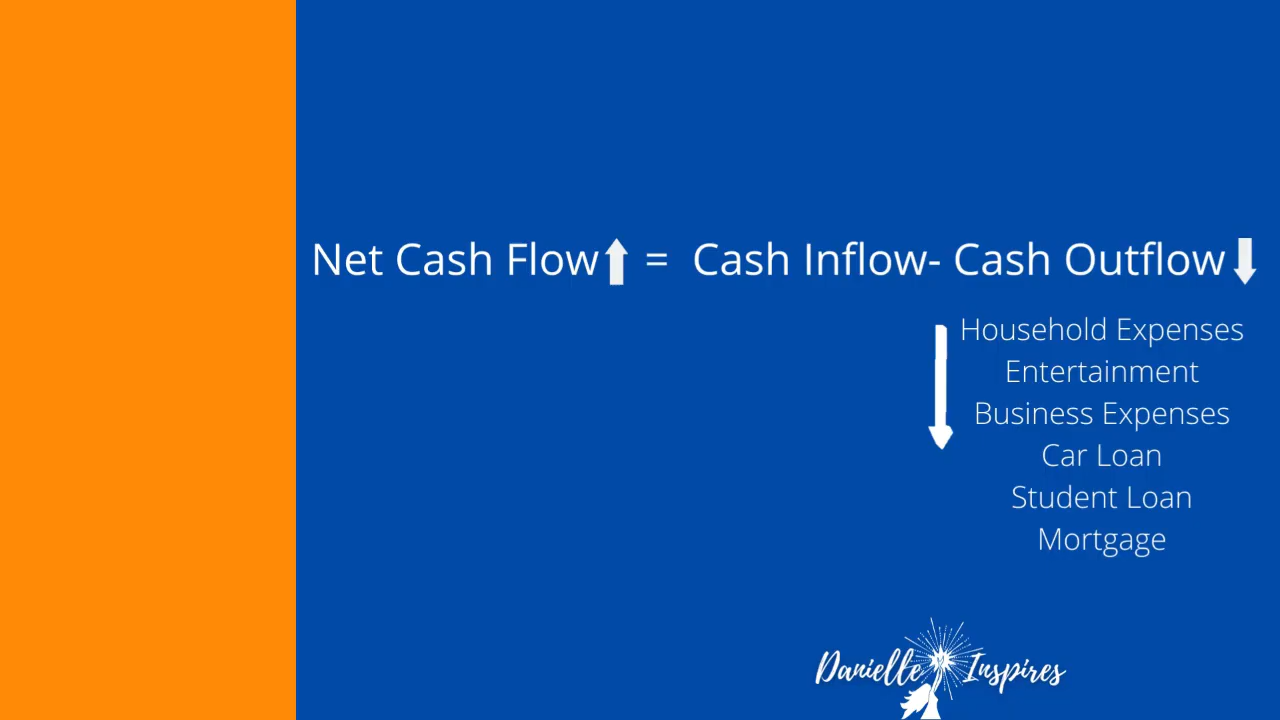 Net Cash Flow = Cash Inflow- Cash Outflow
Household Expenses
Entertainment
Business Expenses
Car Loan
Student Loan
Mortgage
Danielle Inspires